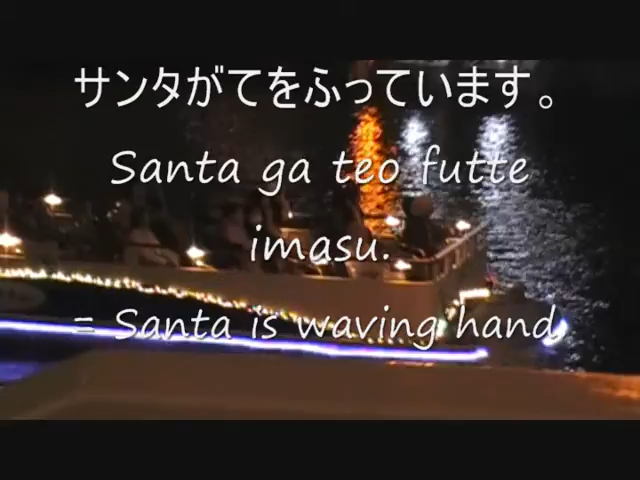 サンタがてをふっています。
Santa ga teo futte
imasu.
= Santa is waving hand.